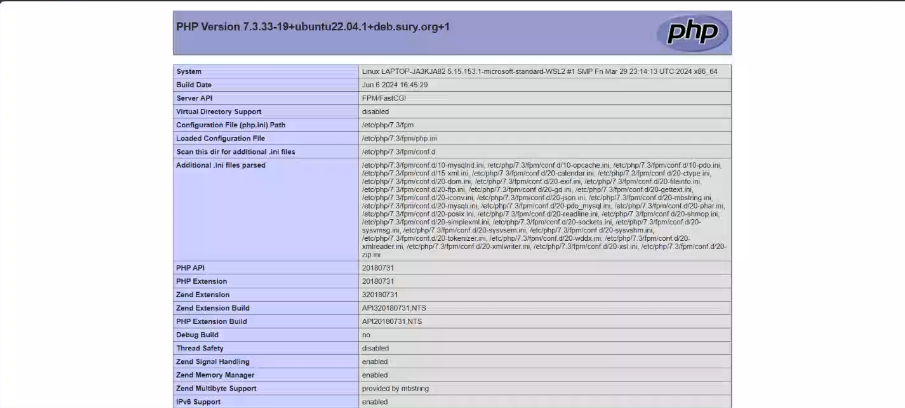 PHP Version 7.3.33-19+ubuntu22.04.1+deb.sury.org+1
php
System Linux LAPTOP-JA3KJA82 5.15.153.1-microsoft-standard-WSL2 #1 SMP Fri Mar 29 23:14:13 UTC 2024 x86_64
Build Date Jun 6 2024 16:45:29
Server API FPM/FastCGI
Virtual Directory Support disabled
Configuration File (php.ini) Path /etc/php/7.3/fpm
Loaded Configuration File /etc/php/7.3/fpm/php.ini
Scan this dir for additional .ini files /etc/php/7.3/fpm/conf.d
Additional .ini files parsed /etc/php/7.3/fpm/conf.d/10-mysqlnd.ini, /etc/php/7.3/fpm/conf.d/10-opcache.ini, /etc/php/7.3/fpm/conf.d/10-pdo.ini,
/etc/php/7.3/fpm/conf.d/15-xml.ini, /etc/php/7.3/fpm/conf.d/20-calendar.ini, /etc/php/7.3/fpm/conf.d/20-ctype.ini,
/etc/php/7.3/fpm/conf.d/20-dom.ini, /etc/php/7.3/fpm/conf.d/20-exif.ini, /etc/php/7.3/fpm/conf.d/20-fileinfo.ini,
/etc/php/7.3/fpm/conf.d/20-ftp.ini, /etc/php/7.3/fpm/conf.d/20-gd.ini, /etc/php/7.3/fpm/conf.d/20-gettext.ini,
/etc/php/7.3/fpm/conf.d/20-iconv.ini, /etc/php/7.3/fpm/conf.d/20-json.ini, /etc/php/7.3/fpm/conf.d/20-mbstring.ini,
/etc/php/7.3/fpm/conf.d/20-mysqli.ini, /etc/php/7.3/fpm/conf.d/20-pdo_mysql.ini, /etc/php/7.3/fpm/conf.d/20-phar.ini,
/etc/php/7.3/fpm/conf.d/20-posix.ini, /etc/php/7.3/fpm/conf.d/20-readline.ini, /etc/php/7.3/fpm/conf.d/20-shmop.ini,
/etc/php/7.3/fpm/conf.d/20-simplexml.ini, /etc/php/7.3/fpm/conf.d/20-sockets.ini, /etc/php/7.3/fpm/conf.d/20-
sysvmsg.ini, /etc/php/7.3/fpm/conf.d/20-sysvsem.ini, /etc/php/7.3/fpm/conf.d/20-sysvshm.ini,
/etc/php/7.3/fpm/conf.d/20-tokenizer.ini, /etc/php/7.3/fpm/conf.d/20-wddx.ini, /etc/php/7.3/fpm/conf.d/20-
xmlreader.ini, /etc/php/7.3/fpm/conf.d/20-xmlwriter.ini, /etc/php/7.3/fpm/conf.d/20-xsl.ini, /etc/php/7.3/fpm/conf.d/20-
zip.ini
PHP API 20180731
PHP Extension 20180731
Zend Extension 320180731
Zend Extension Build API320180731,NTS
PHP Extension Build API20180731,NTS
Debug Build no
Thread Safety disabled
Zend Signal Handling enabled
Zend Memory Manager enabled
Zend Multibyte Support provided by mbstring
IPv6 Support enabled